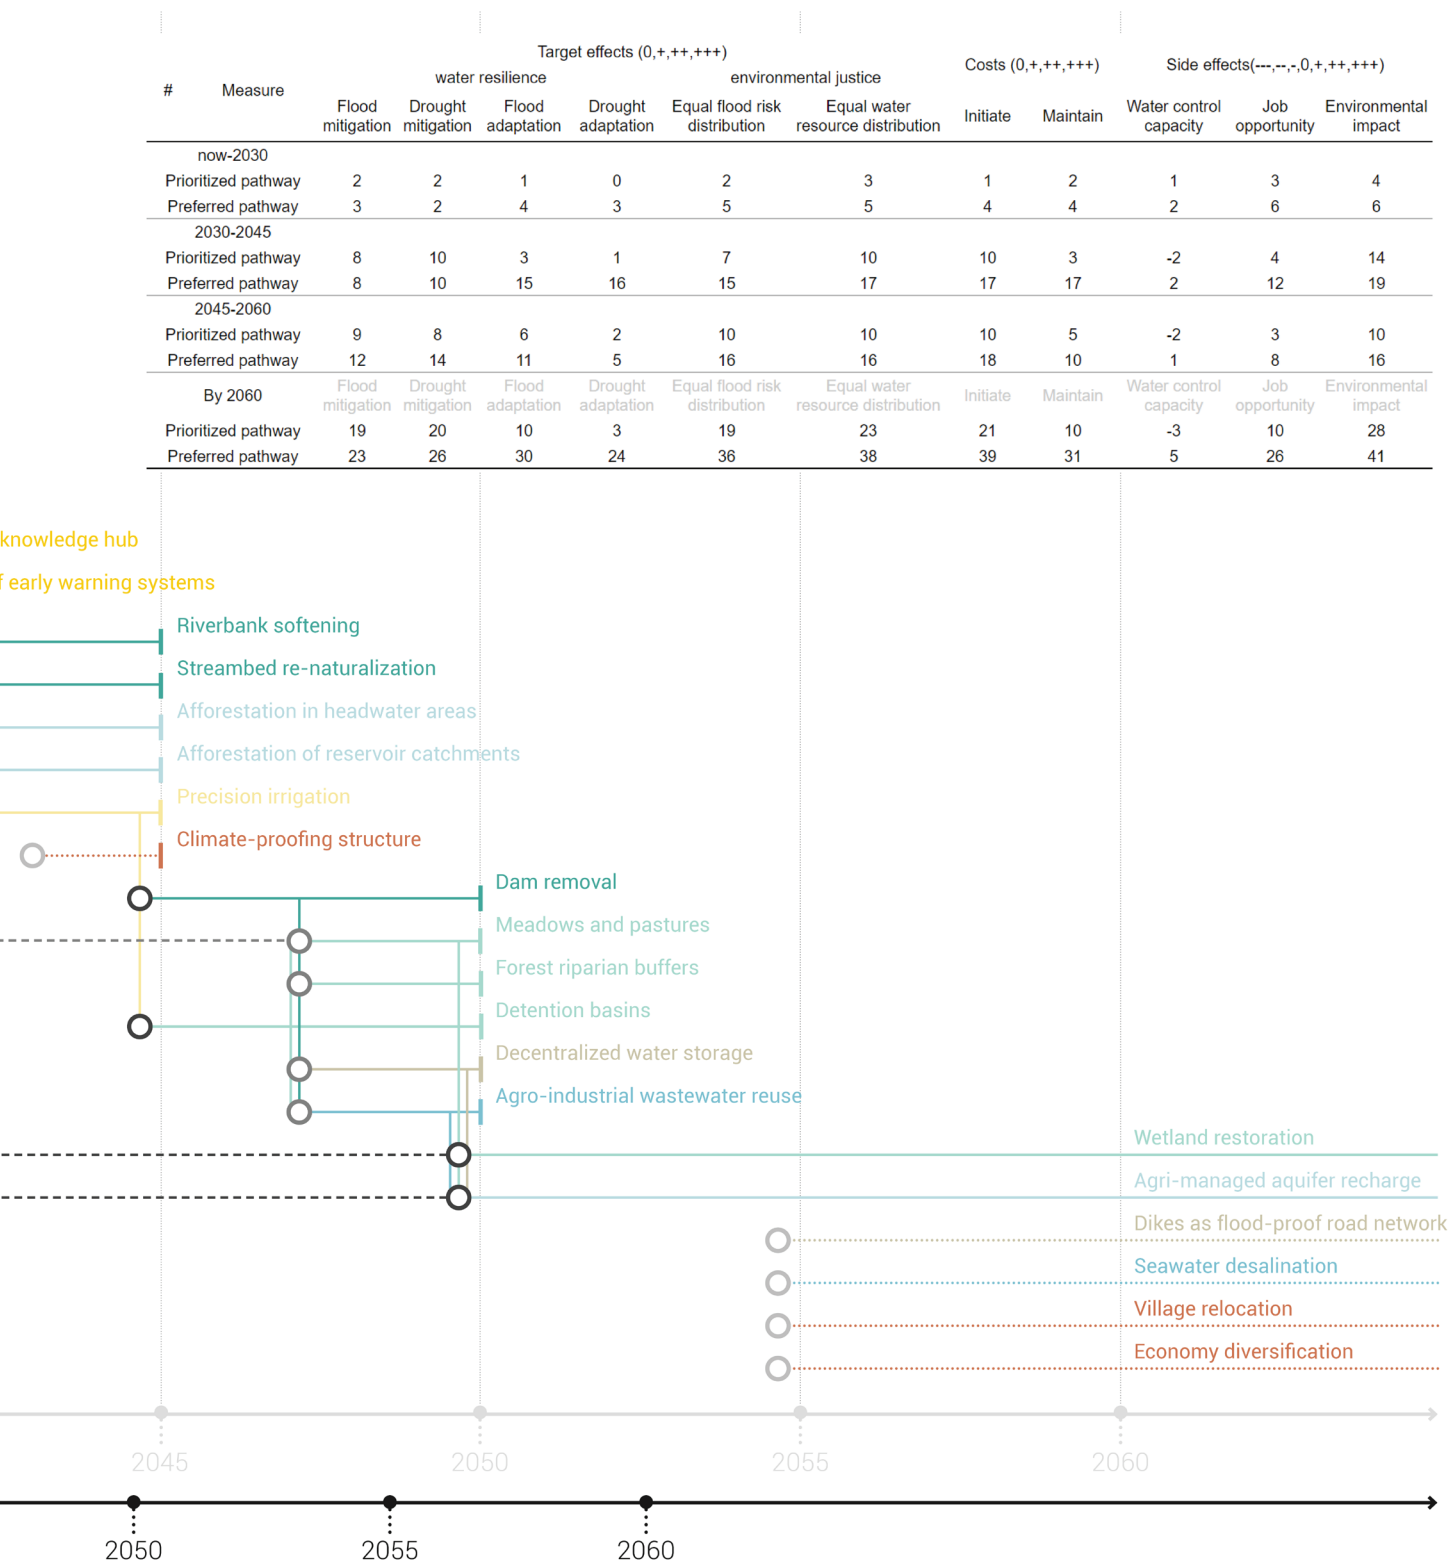 Target effects (0,+,++,+++)
Costs (0,+,++,+++)
Side effects(---,--,-,0,+,++,+++)
water resilience
environmental justice
#
Measure
Flood mitigation
Drought mitigation
Flood adaptation
Drought adaptation
Equal flood risk distribution
Equal water resource distribution
Initiate
Maintain
Water control capacity
Job opportunity
Environmental impact
now-2030
Prioritized pathway 2 2 1 0 2 3 1 2 1 3 4
Preferred pathway 3 2 4 3 5 5 4 4 2 6 6
2030-2045
Prioritized pathway 8 10 3 1 7 10 10 3 -2 4 14
Preferred pathway 8 10 15 16 15 17 17 17 2 12 19
2045-2060
Prioritized pathway 9 8 6 2 10 10 10 5 -2 3 10
Preferred pathway 12 14 11 5 16 16 18 10 1 8 16
By 2060
Flood mitigation
Drought mitigation
Flood adaptation
Drought adaptation
Equal flood risk distribution
Equal water resource distribution
Initiate
Maintain
Water control capacity
Job opportunity
Environmental impact
Prioritized pathway 19 20 10 3 19 23 21 10 -3 10 28
Preferred pathway 23 26 30 24 36 38 39 31 5 26 41
knowledge hub
f early warning systems
Riverbank softening
Streambed re-naturalization
Afforestation in headwater areas
Afforestation of reservoir catchments
Precision irrigation
Climate-proofing structure
Dam removal
Meadows and pastures
Forest riparian buffers
Detention basins
Decentralized water storage
Agro-industrial wastewater reuse
Wetland restoration
Agri-managed aquifer recharge
Dikes as flood-proof road network
Seawater desalination
Village relocation
Economy diversification
2045 2050 2055 2060
2050 2055 2060